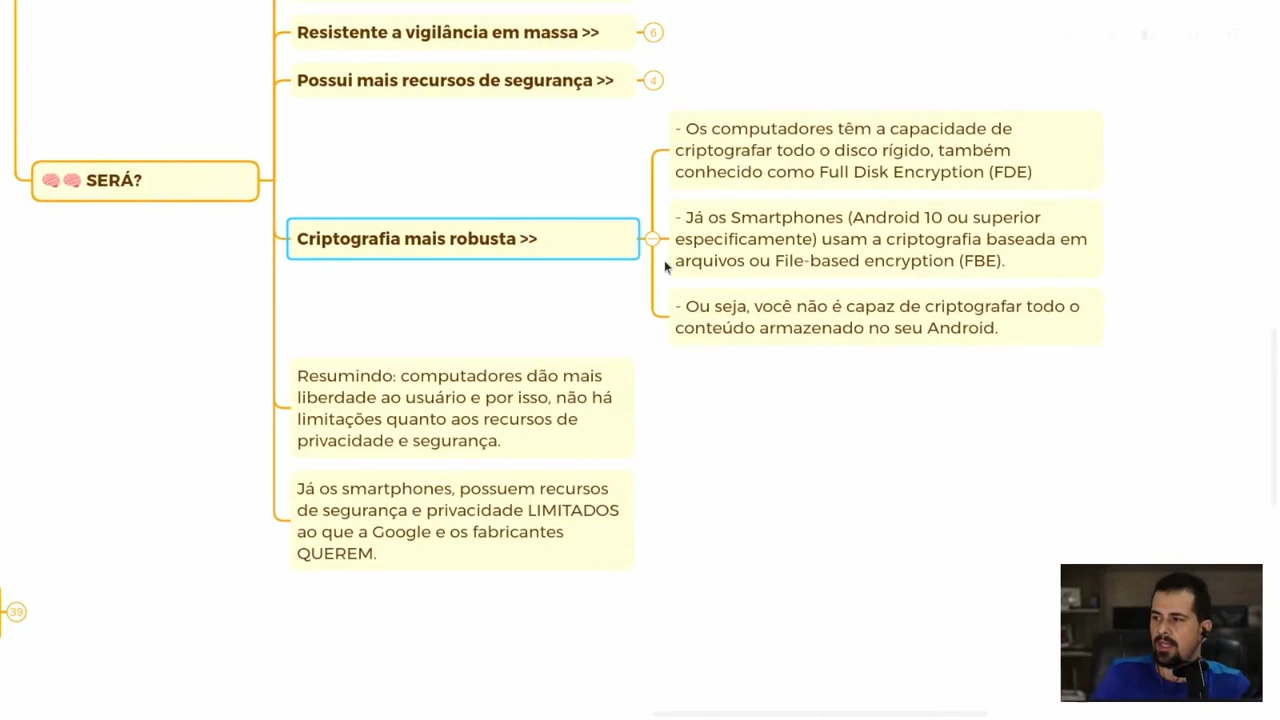 Resistente a vigilância em massa >>
6
Possui mais recursos de segurança >>
4
- Os computadores têm a capacidade de
criptografar todo o disco rígido, também
conhecido como Full Disk Encryption (FDE)
🧠🧠 SERÁ?
- Já os Smartphones (Android 10 ou superior
especificamente) usam a criptografia baseada em
arquivos ou File-based encryption (FBE).
Criptografia mais robusta >>
- Ou seja, você não é capaz de criptografar todo o
conteúdo armazenado no seu Android.
Resumindo: computadores dão mais
liberdade ao usuário e por isso, não há
limitações quanto aos recursos de
privacidade e segurança.
Já os smartphones, possuem recursos
de segurança e privacidade LIMITADOS
ao que a Google e os fabricantes
QUEREM.
39